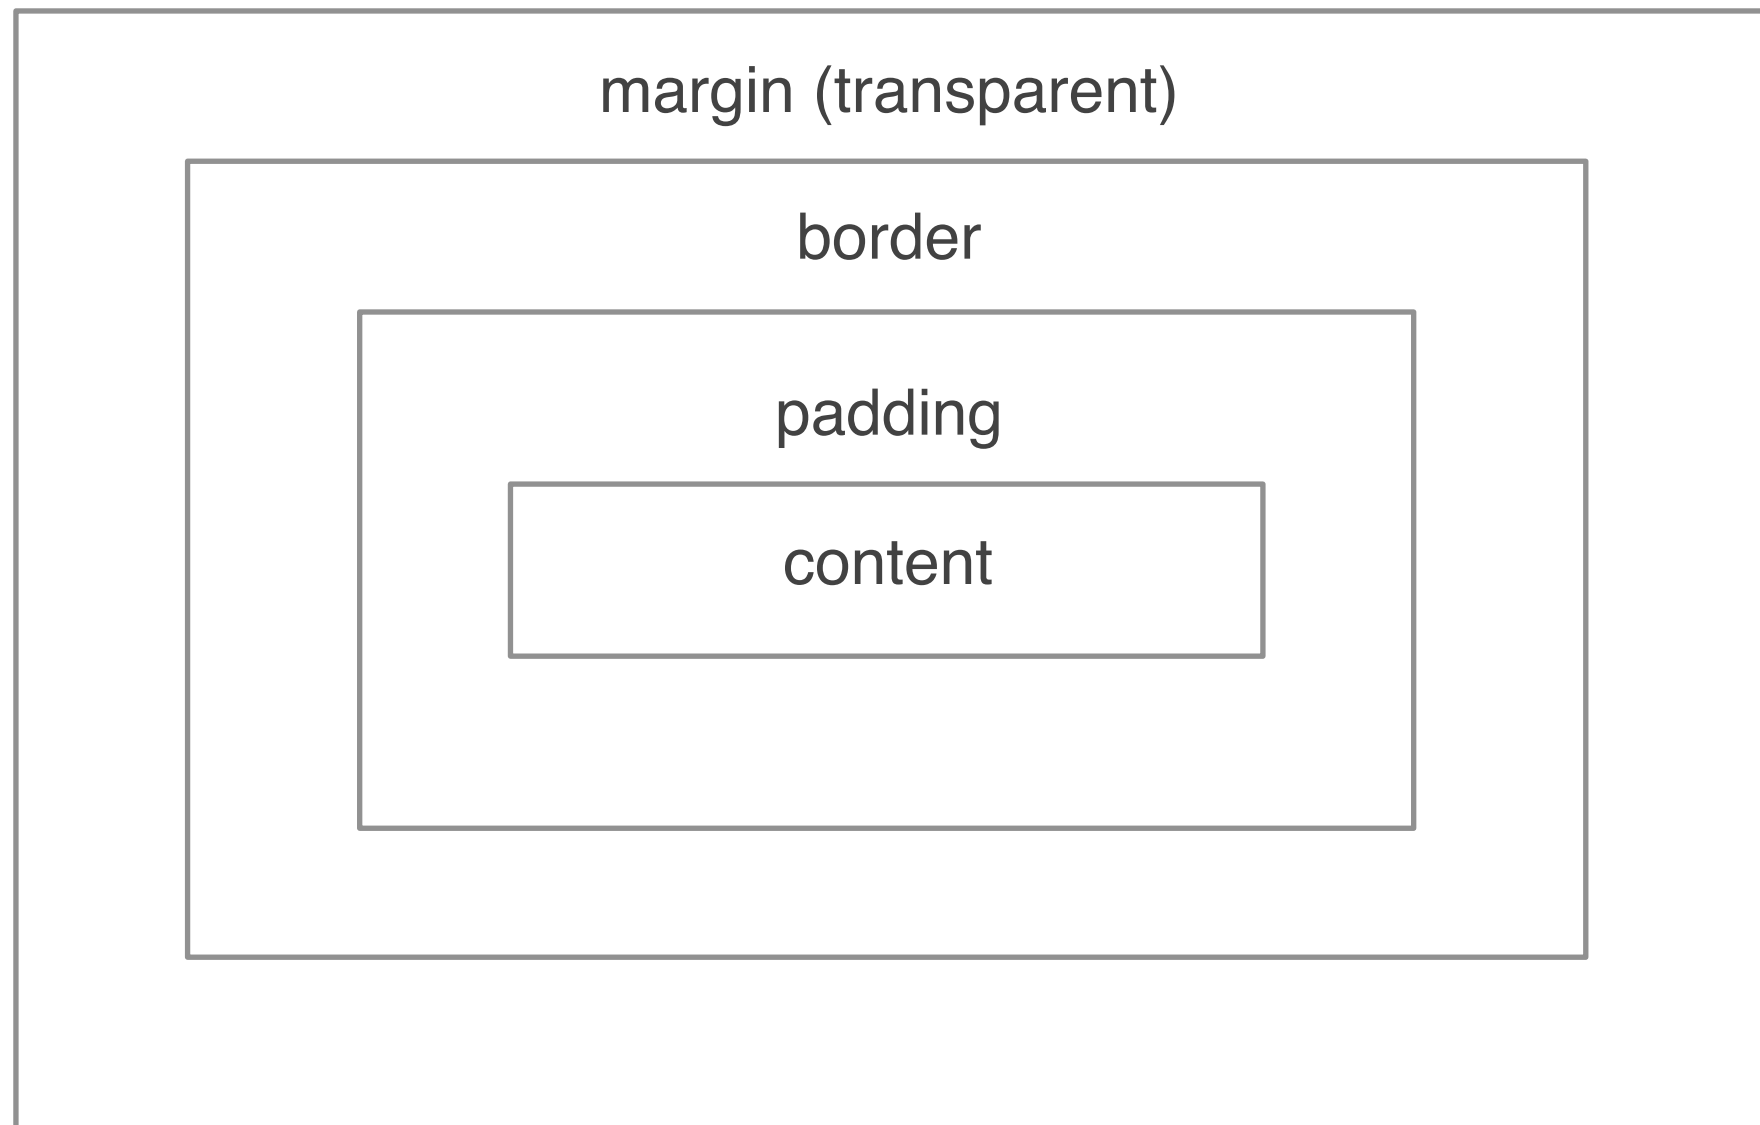 margin (transparent)
border
padding
content